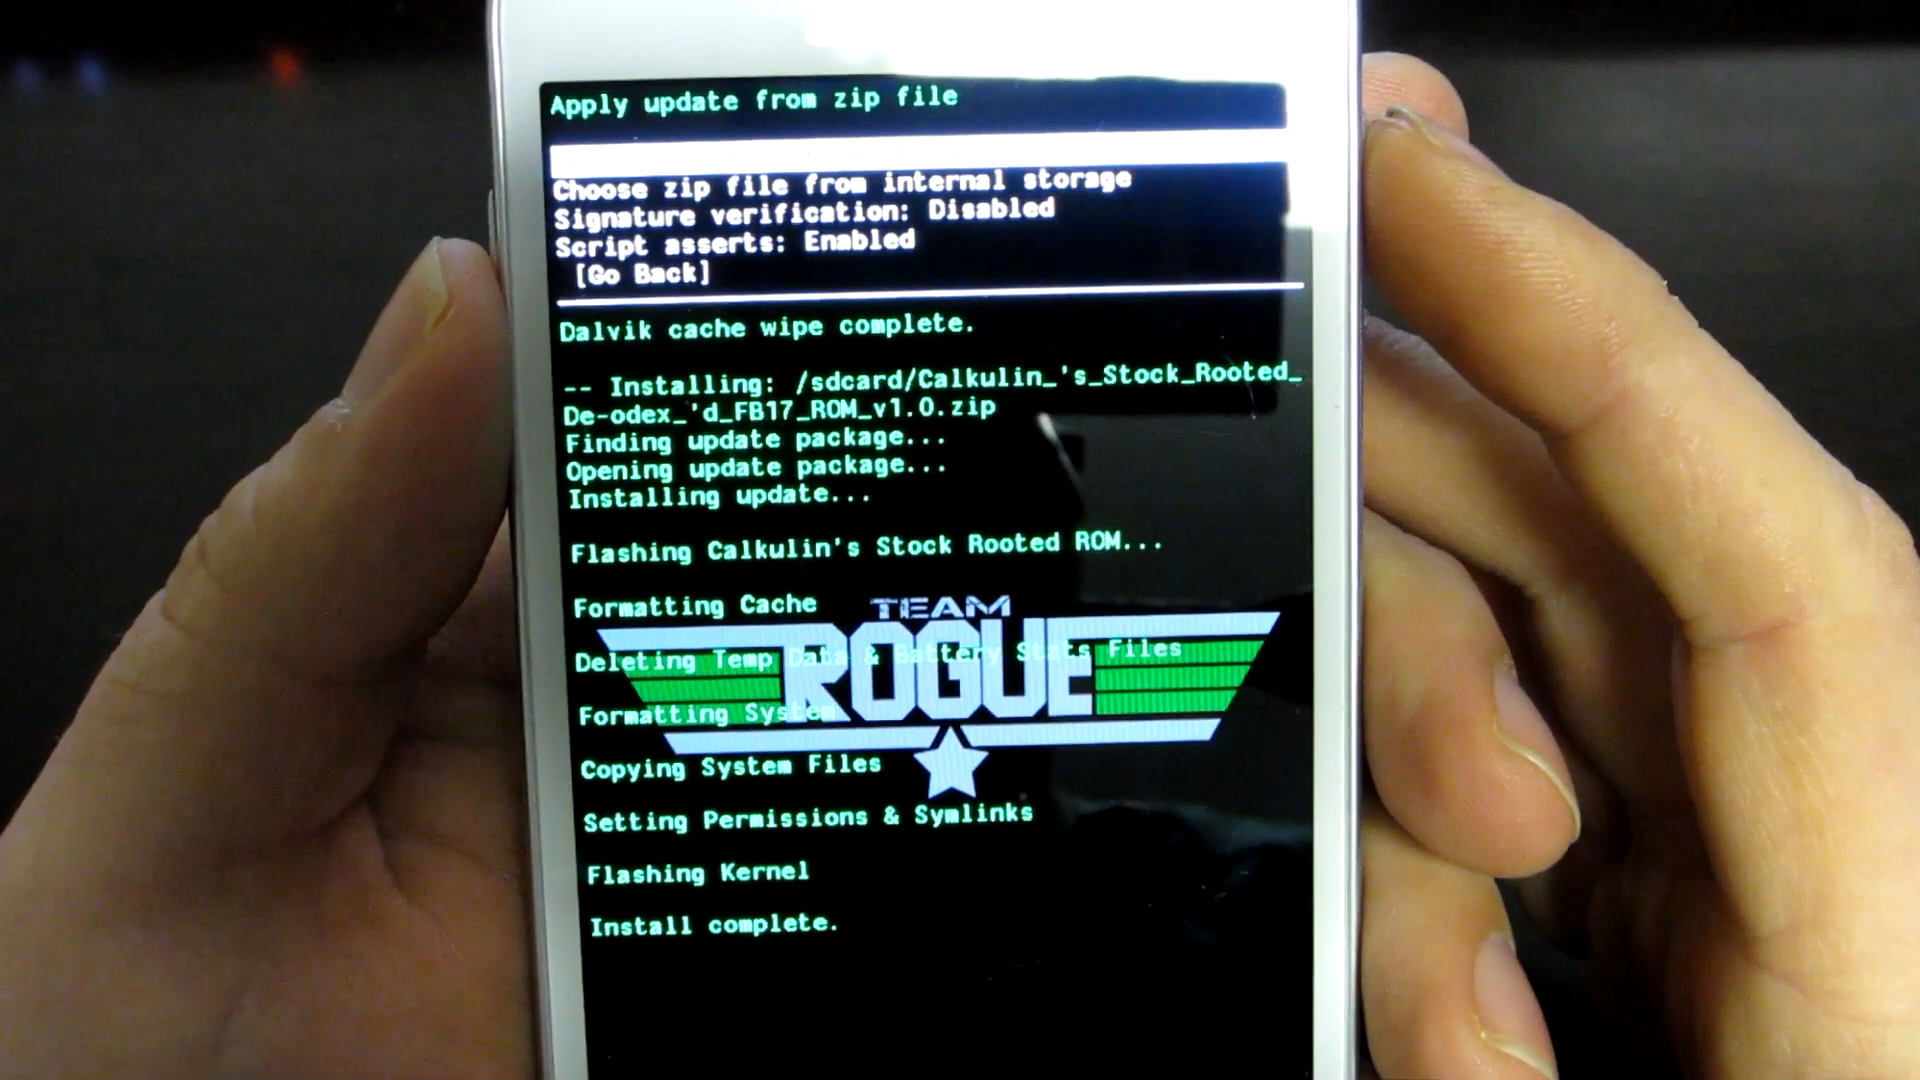 Apply update from zip file
Choose zip file from internal storage
Signature verification: Disabled
Script asserts: Enabled
[Go Back]
Dalvik cache wipe complete.
-- Installing: /sdcard/Calkulin_'s_Stock_Rooted_
De-odex_'d_FB17_ROM_v1.0.zip
Finding update package...
Opening update package...
Installing update...
Flashing Calkulin's Stock Rooted ROM...
Formatting Cache
TEAM
ROGUE
Deleting Temp Data & Battery Stats Files
Formatting System
Copying System Files
Setting Permissions & Symlinks
Flashing Kernel
Install complete.